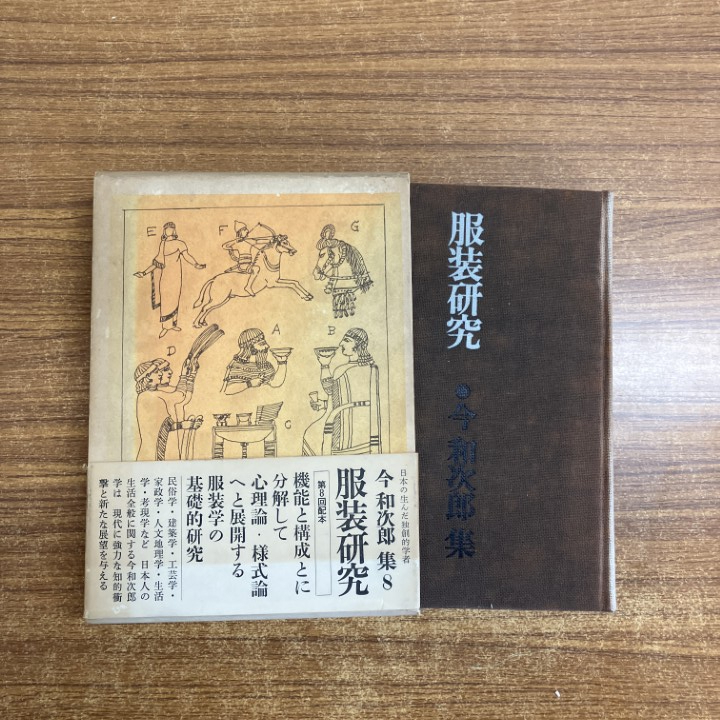 E
F
G
D
A
B
C
日本の生んだ独創的学者
今 和次郎 集 8
服装研究
第8回配本
機能と構成とに
分解して
心理論・様式論
へと展開する
服装学の
基礎的研究
民俗学・建築学・工芸学・
家政学・人文地理学・生活
学・考現学など 日本人の
生活全般に関する今和次郎
学は 現代に強力な知的衝
撃と新たな展望を与える
服装研究
今和次郎集